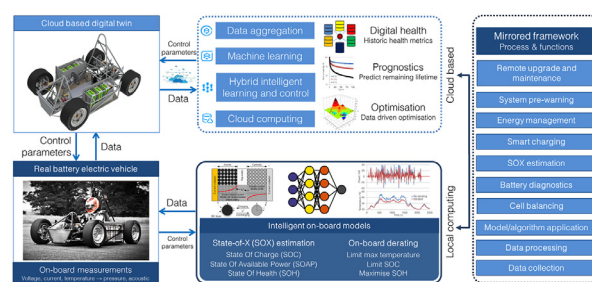 Cloud based digital twin
Control
parameters
Data
Data aggregation
Machine learning
Hybrid intelligent
learning and control
Cloud computing
Digital health
Historic health metrics
Prognostics
Predict remaining lifetime
Optimisation
Data driven optimisation
Cloud based
Mirrored framework
Process & functions
Remote upgrade and
maintenance
System pre-warning
Energy management
Smart charging
SOX estimation
Battery diagnostics
Cell balancing
Model/algorithm application
Data processing
Data collection
Control
parameters
Data
Real battery electric vehicle
On-board measurements
Voltage, current, temperature → pressure, acoustic
Data
Control
parameters
Intelligent on-board models
State-of-X (SOX) estimation
State Of Charge (SOC)
State Of Available Power (SOAP)
State Of Health (SOH)
On-board derating
Limit max temperature
Limit SOC
Maximise SOH
Local computing